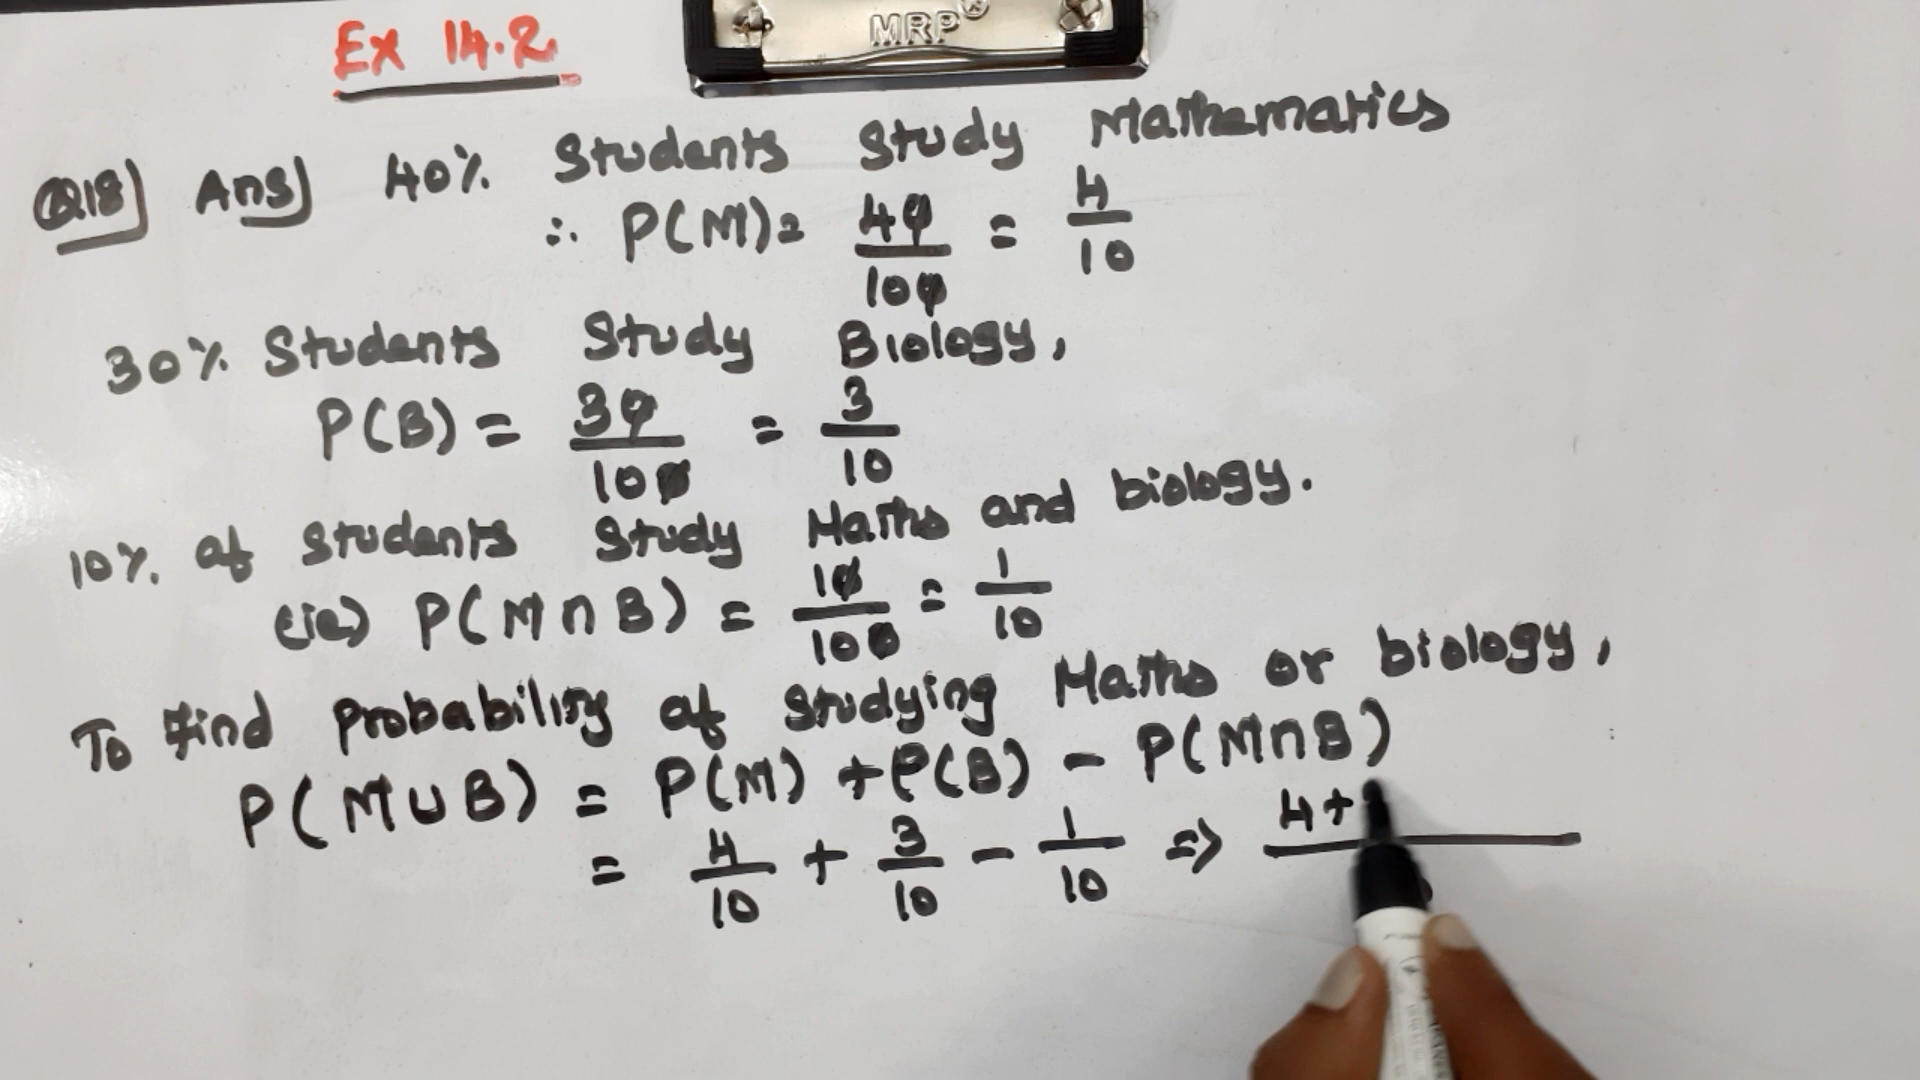 MRP®
Ex 14.2
Q18) Ans) 40% Students Study Mathematics
∴ P(M) = 40/100 = 4/10
30% Students Study Biology,
P(B) = 30/100 = 3/10
10% of Students Study Maths and biology.
(ie) P(M∩B) = 10/100 = 1/10
To find Probability of Studying Maths or biology,
P(M∪B) = P(M) + P(B) - P(M∩B)
= 4/10 + 3/10 - 1/10 => 4+